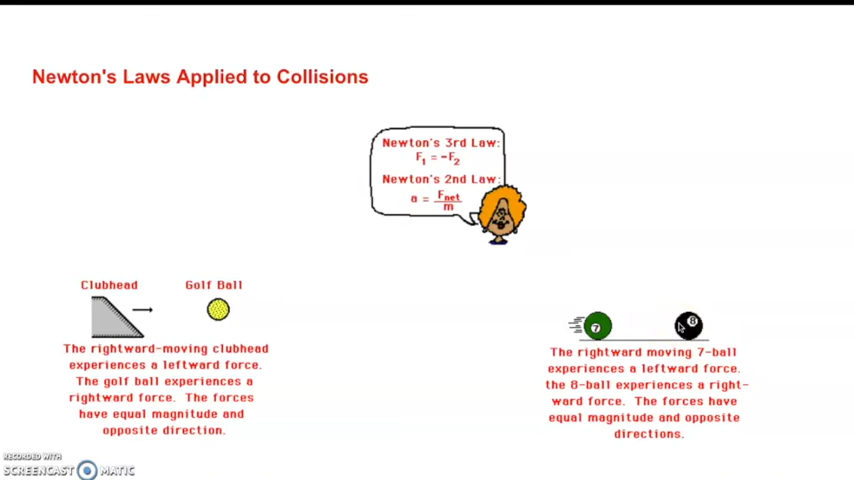 Newton's Laws Applied to Collisions
Newton's 3rd Law:
F1 = -F2
Newton's 2nd Law:
a = Fnet
m
Clubhead
Golf Ball
The rightward-moving clubhead
experiences a leftward force.
The golf ball experiences a
rightward force. The forces
have equal magnitude and
opposite direction.
7
8
The rightward moving 7-ball
experiences a leftward force.
the 8-ball experiences a right-
ward force. The forces have
equal magnitude and opposite
directions.
RECORDED WITH
SCREENCAST MATIC